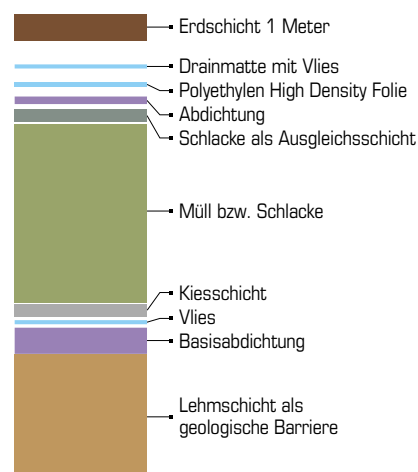 Erdschicht 1 Meter
Drainmatte mit Vlies
Polyethylen High Density Folie
Abdichtung
Schlacke als Ausgleichsschicht
Müll bzw. Schlacke
Kiesschicht
Vlies
Basisabdichtung
Lehmschicht als
geologische Barriere